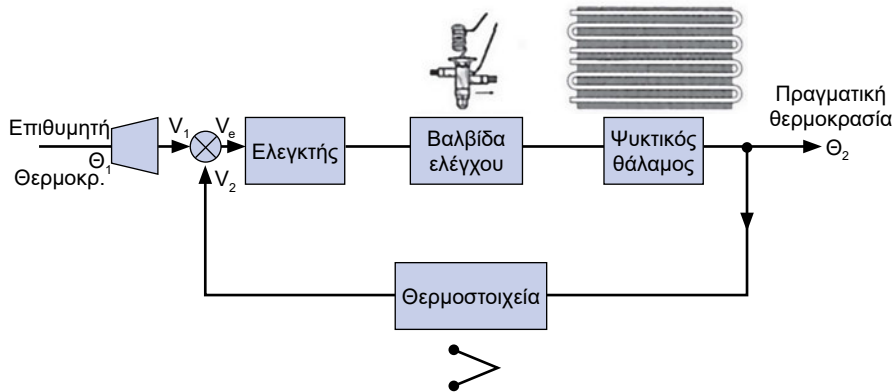 Επιθυμητή
Θ1
Θερμοκρ.
V1
Ve
V2
Ελεγκτής
Βαλβίδα
ελέγχου
Ψυκτικός
θάλαμος
Πραγματική
θερμοκρασία
Θ2
Θερμοστοιχεία